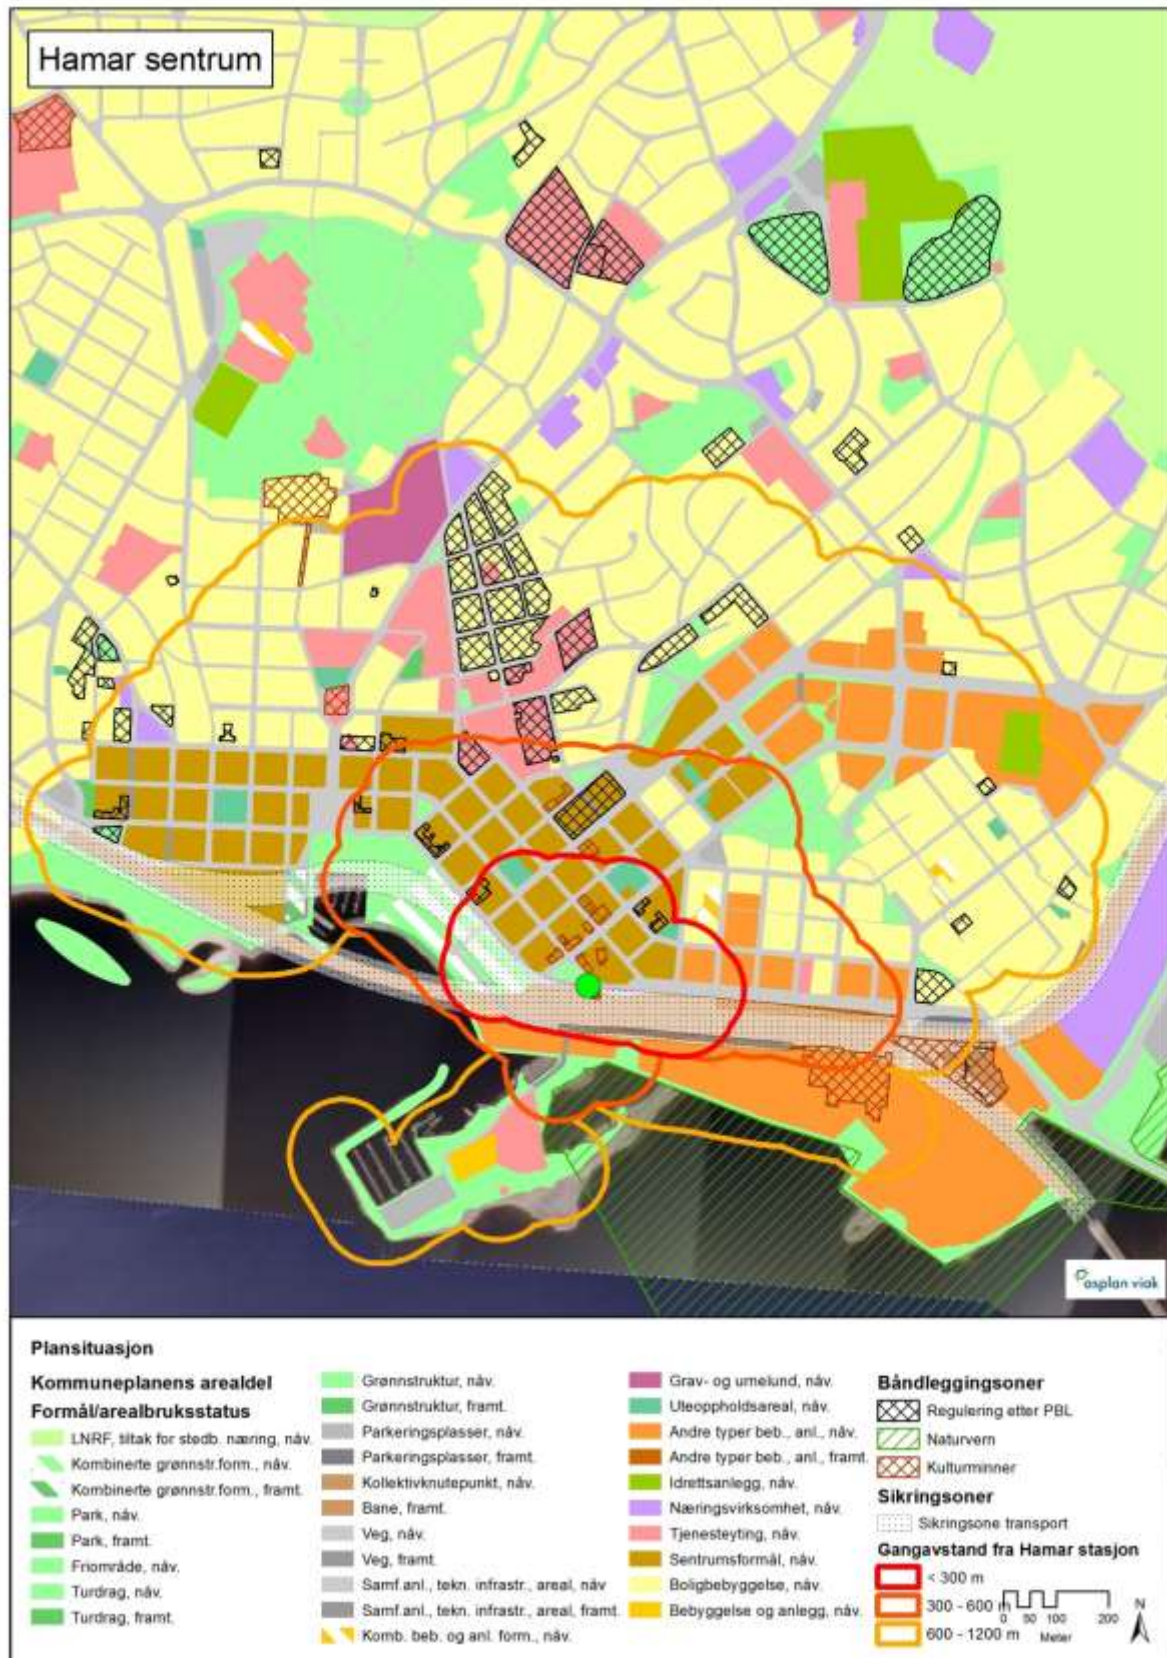 Hamar sentrum
asplan viak
Plansituasjon
Kommuneplanens arealdel
Formål/arealbruksstatus
LNRF, tiltak for stedb. næring, nåv.
Kombinerte grønnstr.form., nåv.
Kombinerte grønnstr.form., framt.
Park, nåv.
Park, framt.
Friområde, nåv.
Turdrag, nåv.
Turdrag, framt.
Grønnstruktur, nåv.
Grønnstruktur, framt.
Parkeringsplasser, nåv.
Parkeringsplasser, framt.
Kollektivknutepunkt, nåv.
Bane, framt.
Veg, nåv.
Veg, framt.
Samf.anl., tekn. infrastr., areal, nåv
Samf.anl., tekn. infrastr., areal, framt.
Komb. beb. og anl. form., nåv.
Grav- og urnelund, nåv.
Uteoppholdsareal, nåv.
Andre typer beb., anl., nåv.
Andre typer beb., anl., framt.
Idrettsanlegg, nåv.
Næringsvirksomhet, nåv.
Tjenesteyting, nåv.
Sentrumsformål, nåv.
Boligbebyggelse, nåv.
Bebyggelse og anlegg, nåv.
Båndleggingsoner
Regulering etter PBL
Naturvern
Kulturminner
Sikringsoner
Sikringsone transport
Gangavstand fra Hamar stasjon
< 300 m
300 - 600 m
600 - 1200 m
0 50 100 200
Meter
N